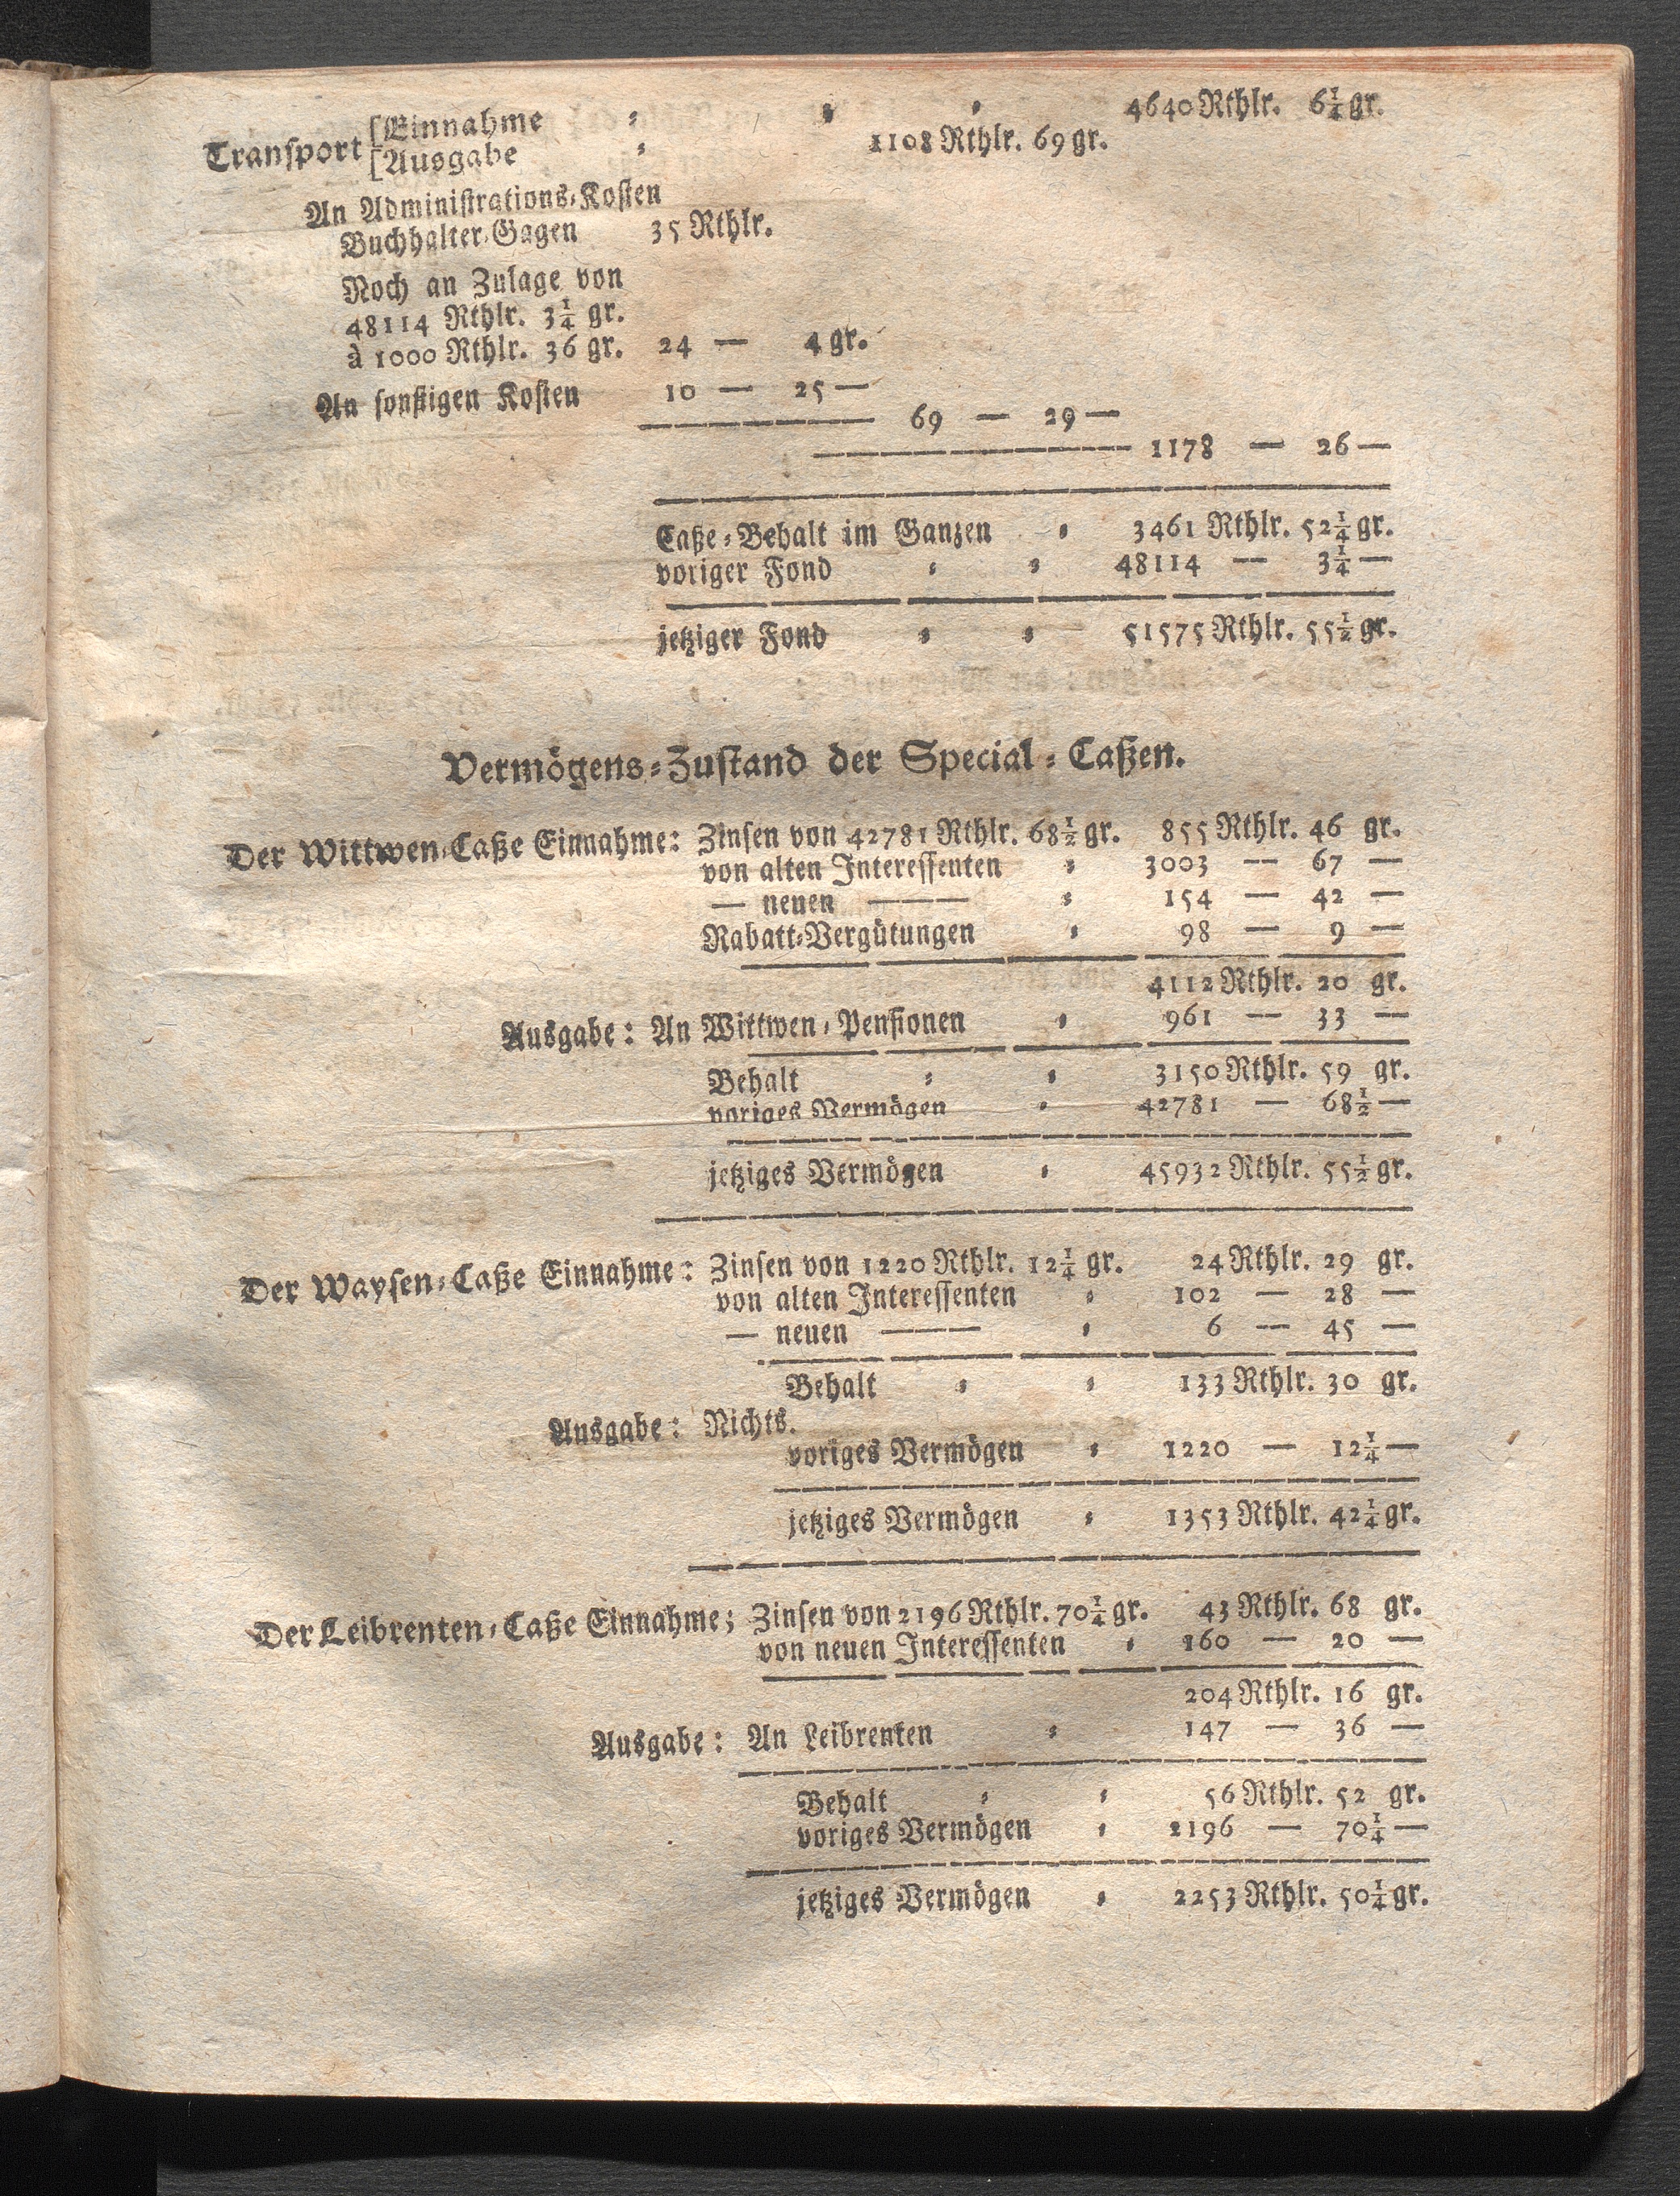 Transport [Einnahme ⸗ ⸗ ⸗ 4640 Rthlr. 6¼ gr.
[Ausgabe ⸗ 1108 Rthlr. 69 gr.
An Administrations⸗Kosten
Buchhalter⸗Gagen 35 Rthlr.
Noch an Zulage von
48114 Rthlr. 3¼ gr.
à 1000 Rthlr. 36 gr. 24 — 4 gr.
An sonstigen Kosten 10 — 25 —
69 — 29 —
1178 — 26 —
Caße⸗Behalt im Ganzen ⸗ 3461 Rthlr. 52¼ gr.
voriger Fond ⸗ ⸗ 48114 — 3¼ —
jetziger Fond ⸗ ⸗ 51575 Rthlr. 55½ gr.
Vermögens⸗Zustand der Special⸗Caßen.
Der Wittwen⸗Caße Einnahme: Zinsen von 42781 Rthlr. 68½ gr. 855 Rthlr. 46 gr.
von alten Interessenten ⸗ 3003 — 67 —
— neuen ——— ⸗ 154 — 42 —
Rabatt⸗Vergütungen ⸗ 98 — 9 —
4112 Rthlr. 20 gr.
Ausgabe: An Wittwen⸗Pensionen ⸗ 961 — 33 —
Behalt ⸗ ⸗ 3150 Rthlr. 59 gr.
voriges Vermögen ⸗ 42781 — 68½ —
jetziges Vermögen ⸗ 45932 Rthlr. 55½ gr.
Der Waysen⸗Caße Einnahme: Zinsen von 1220 Rthlr. 12¼ gr. 24 Rthlr. 29 gr.
von alten Interessenten ⸗ 102 — 28 —
— neuen ——— ⸗ 6 — 45 —
Behalt ⸗ ⸗ 133 Rthlr. 30 gr.
Ausgabe: Nichts.
voriges Vermögen ⸗ 1220 — 12¼ —
jetziges Vermögen ⸗ 1353 Rthlr. 42¼ gr.
Der Leibrenten⸗Caße Einnahme; Zinsen von 2196 Rthlr. 70¼ gr. 43 Rthlr. 68 gr.
von neuen Interessenten ⸗ 160 — 20 —
204 Rthlr. 16 gr.
Ausgabe: An Leibrenten ⸗ 147 — 36 —
Behalt ⸗ ⸗ 56 Rthlr. 52 gr.
voriges Vermögen ⸗ 2196 — 70¼ —
jetziges Vermögen ⸗ 2253 Rthlr. 50¼ gr.